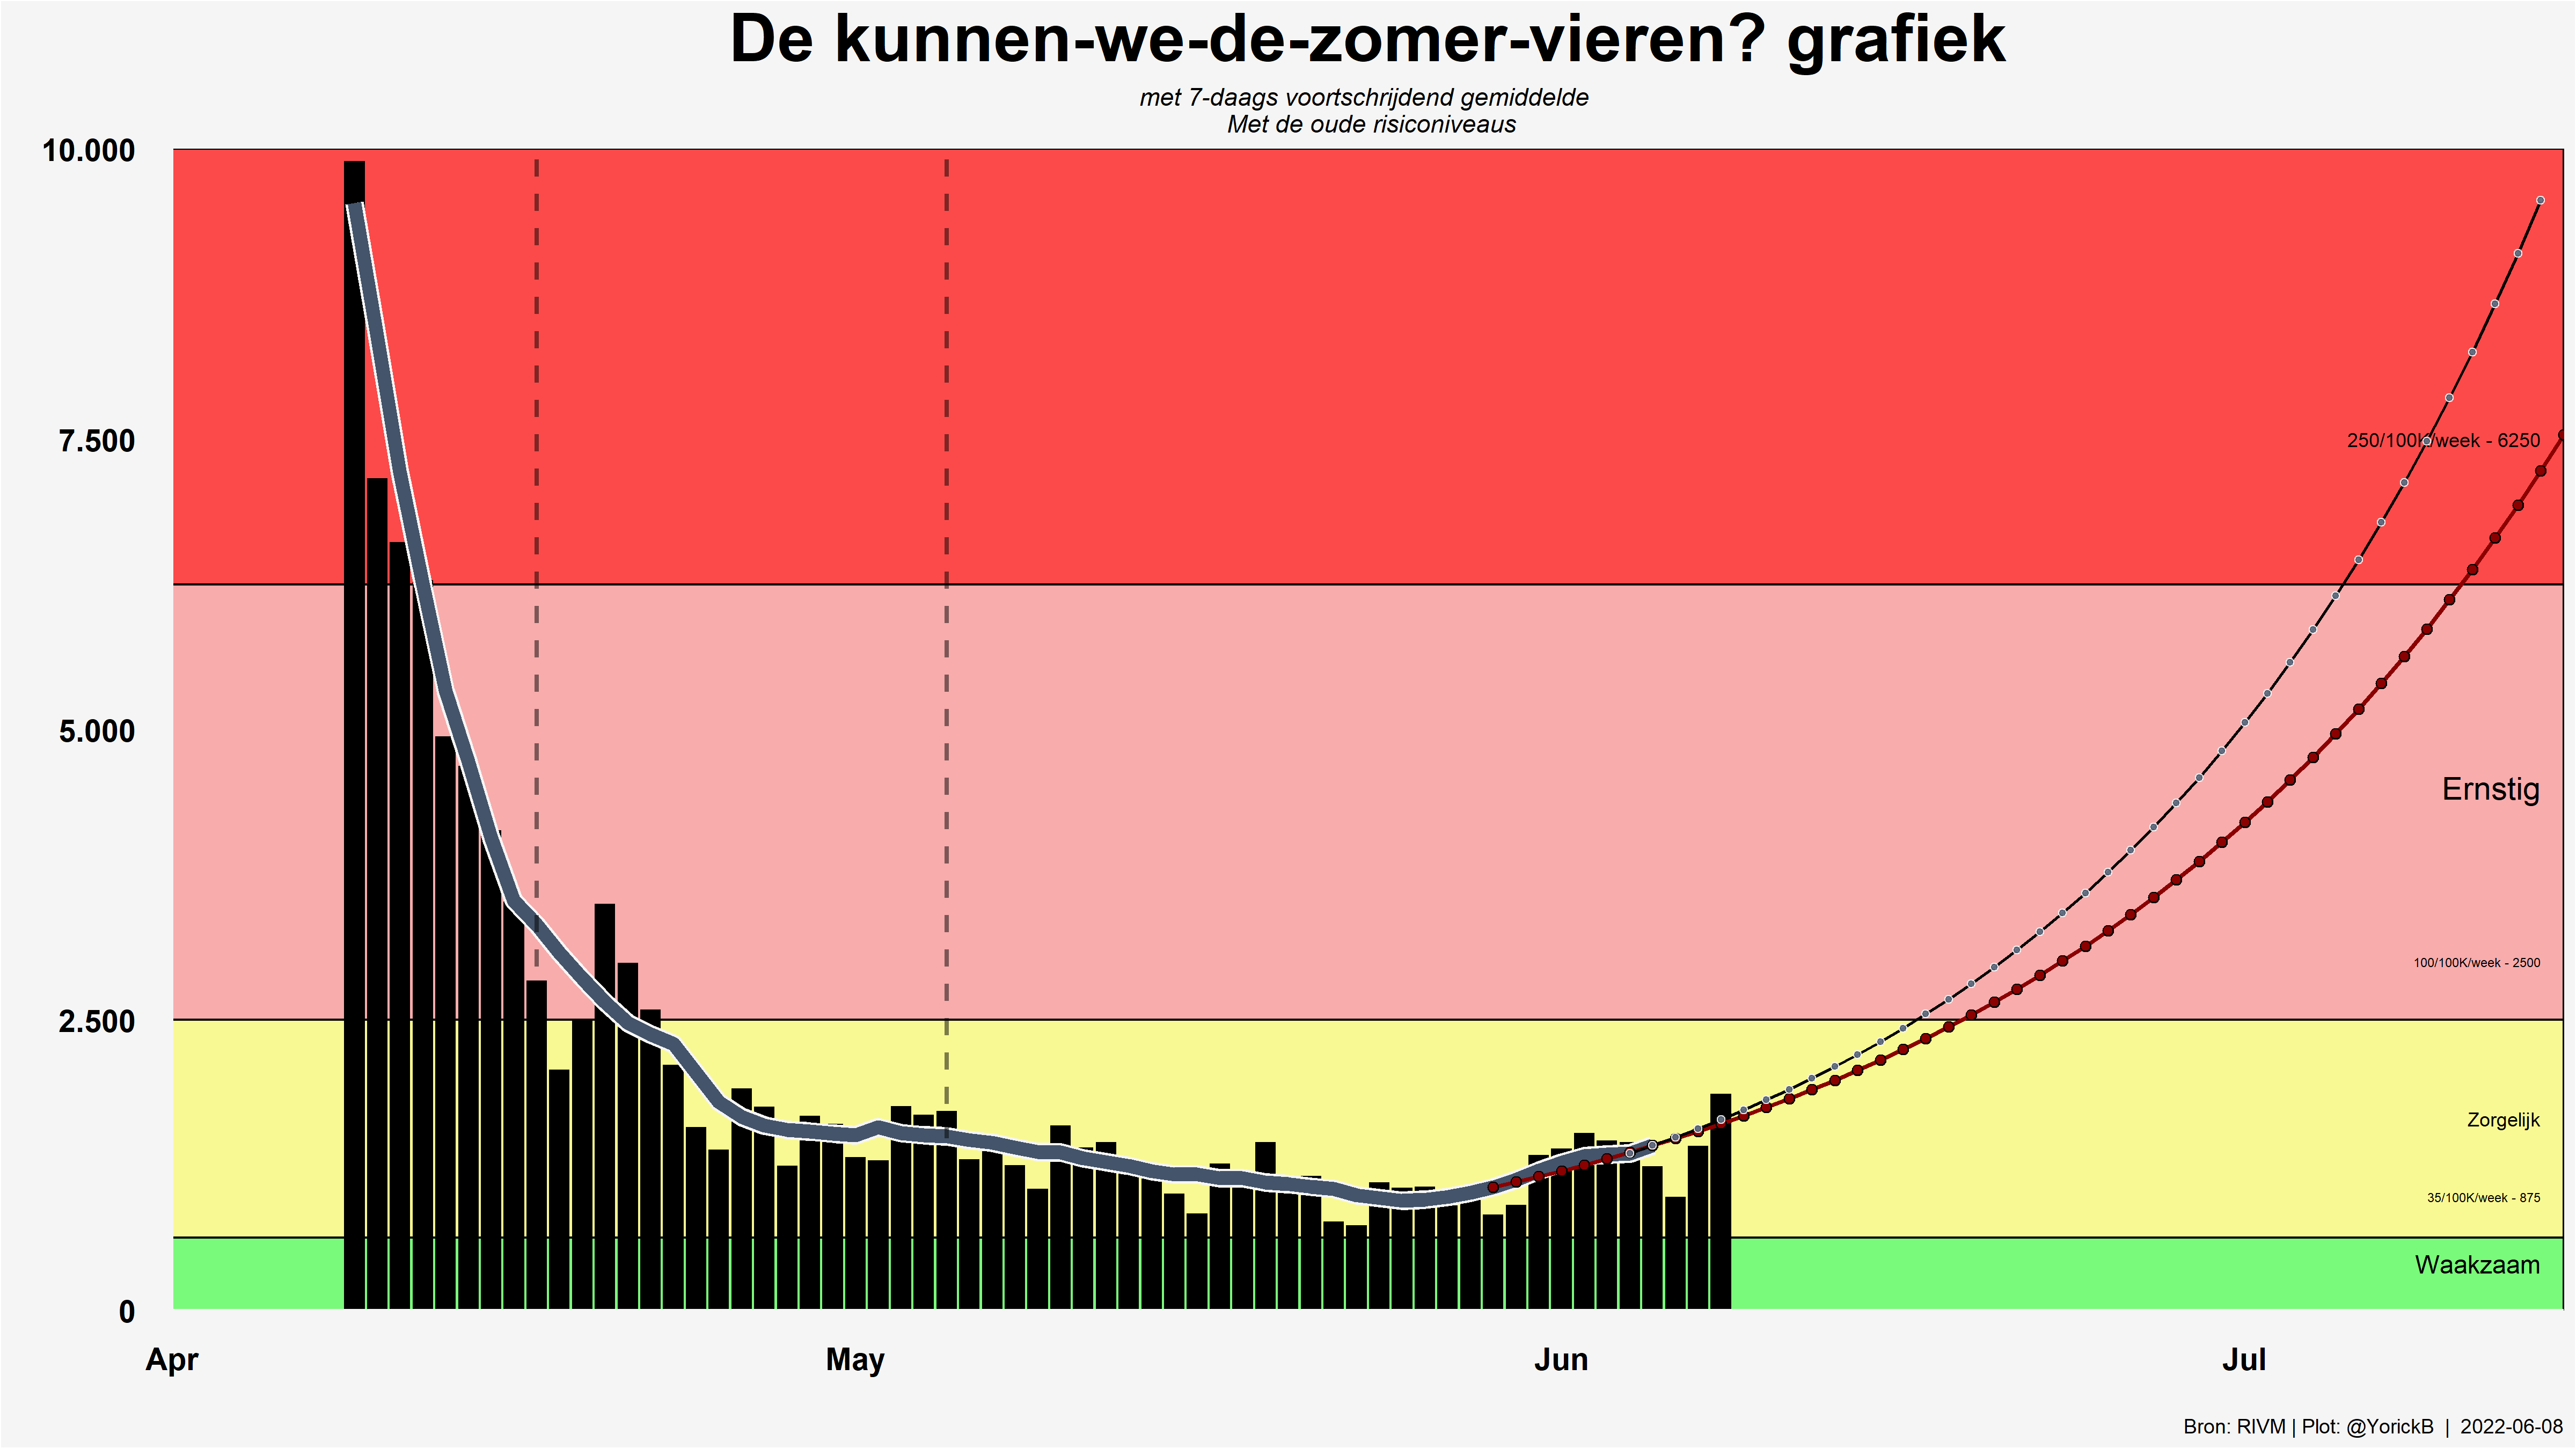 De kunnen-we-de-zomer-vieren? grafiek
met 7-daags voortschrijdend gemiddelde
Met de oude risiconiveaus
10.000
7.500
250/100K/week - 6250
5.000
Ernstig
100/100K/week - 2500
2.500
Zorgelijk
35/100K/week - 875
Waakzaam
0
Apr May Jun Jul
Bron: RIVM | Plot: @YorickB | 2022-06-08